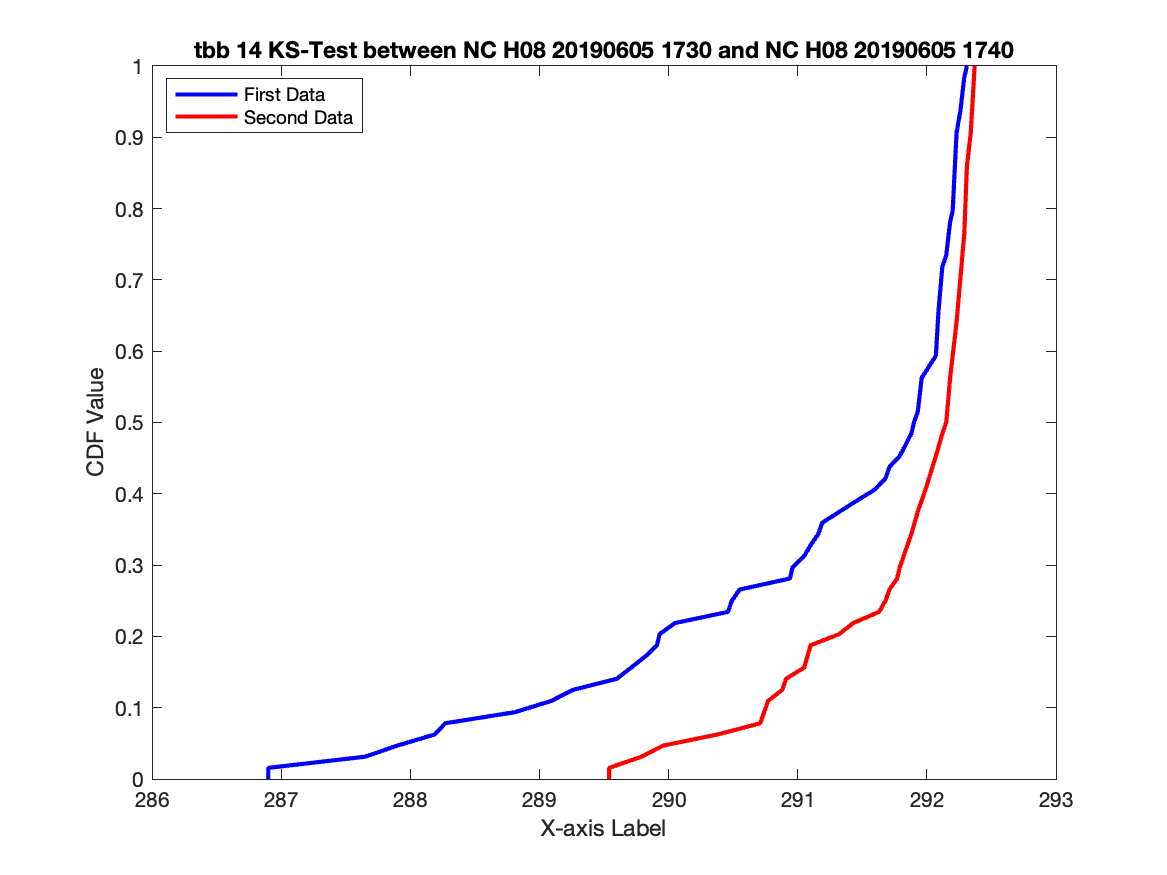 tbb 14 KS-Test between NC H08 20190605 1730 and NC H08 20190605 1740
First Data
Second Data
CDF Value
1
0.9
0.8
0.7
0.6
0.5
0.4
0.3
0.2
0.1
0
286 287 288 289 290 291 292 293
X-axis Label